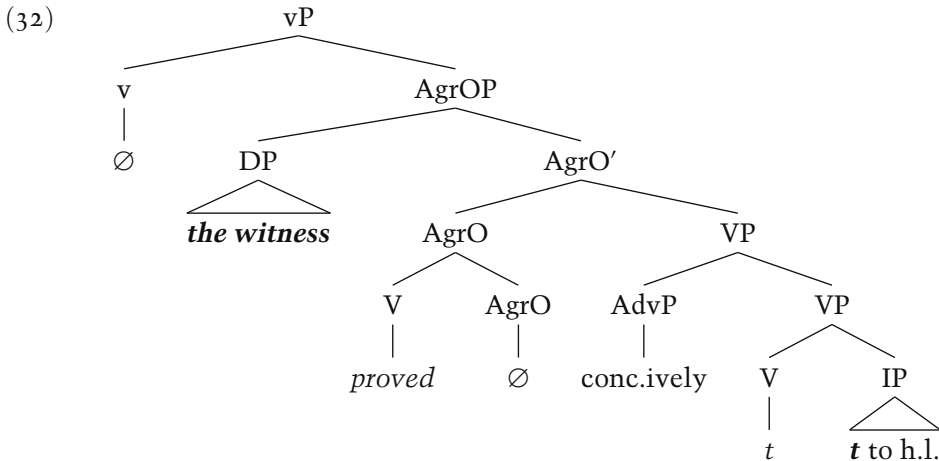 (32) vP
v AgrOP
∅ DP AgrO′
the witness AgrO VP
V AgrO AdvP VP
proved ∅ conc.ively V IP
t t to h.l.